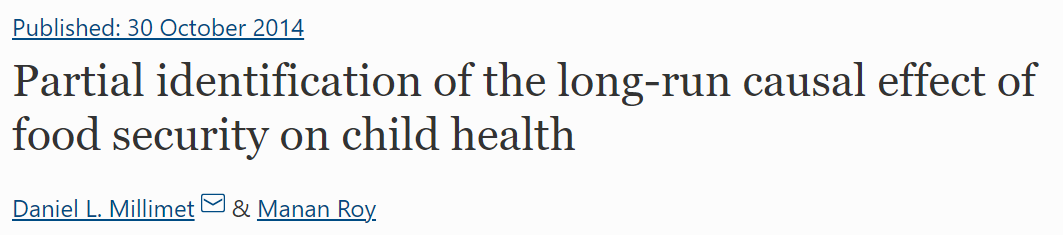 Published: 30 October 2014
Partial identification of the long-run causal effect of
food security on child health
Daniel L. Millimet & Manan Roy